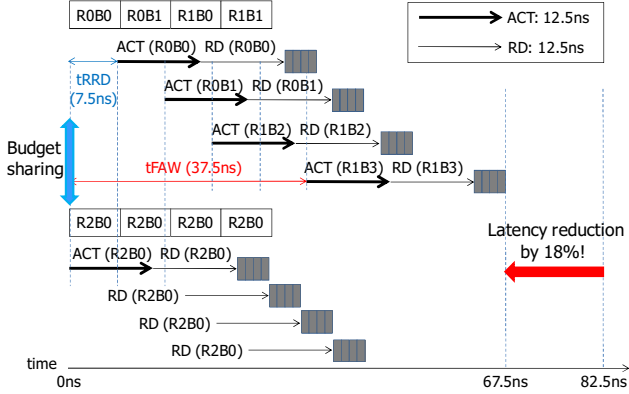 R0B0 R0B1 R1B0 R1B1
ACT: 12.5ns
RD: 12.5ns
ACT (R0B0) RD (R0B0)
tRRD
(7.5ns)
ACT (R0B1) RD (R0B1)
ACT (R1B2) RD (R1B2)
Budget
sharing
tFAW (37.5ns)
ACT (R1B3) RD (R1B3)
R2B0 R2B0 R2B0 R2B0
Latency reduction
by 18%!
ACT (R2B0) RD (R2B0)
RD (R2B0)
RD (R2B0)
RD (R2B0)
time
0ns 67.5ns 82.5ns